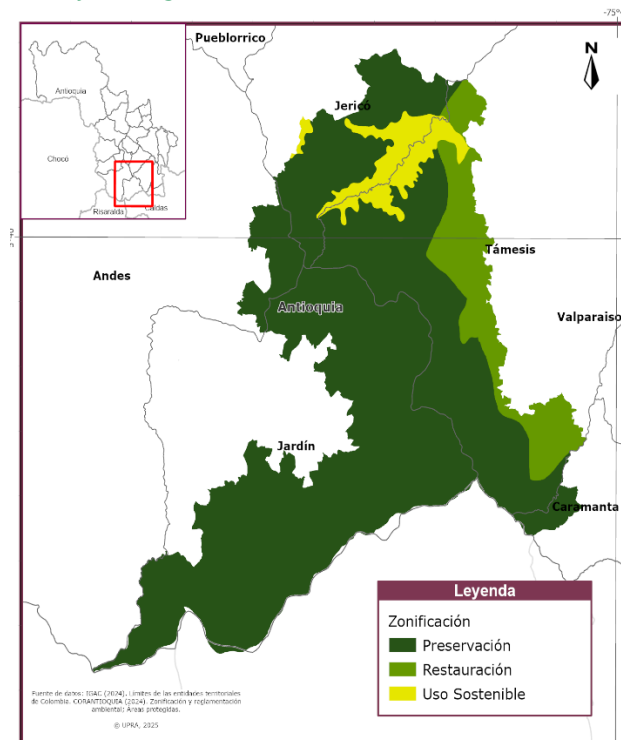 -75°
Pueblorrico
N
Antioquia
Jericó
Chocó
Risaralda
Caldas
Támesis
Andes
Antioquia
Valparaiso
Jardín
Caramanta
Leyenda
Zonificación
Preservación
Restauración
Uso Sostenible
Fuente de datos: IGAC (2024). Límites de las entidades territoriales
de Colombia. CORANTIOQUIA (2024). Zonificación y reglamentación
ambiental; Áreas protegidas.
© UPRA, 2025